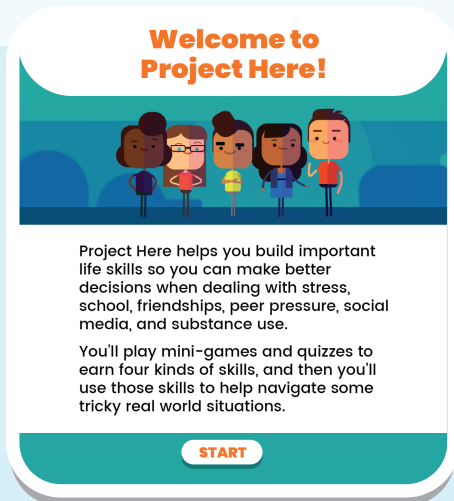 Welcome to
Project Here!
Project Here helps you build important
life skills so you can make better
decisions when dealing with stress,
school, friendships, peer pressure, social
media, and substance use.
You'll play mini-games and quizzes to
earn four kinds of skills, and then you'll
use those skills to help navigate some
tricky real world situations.
START